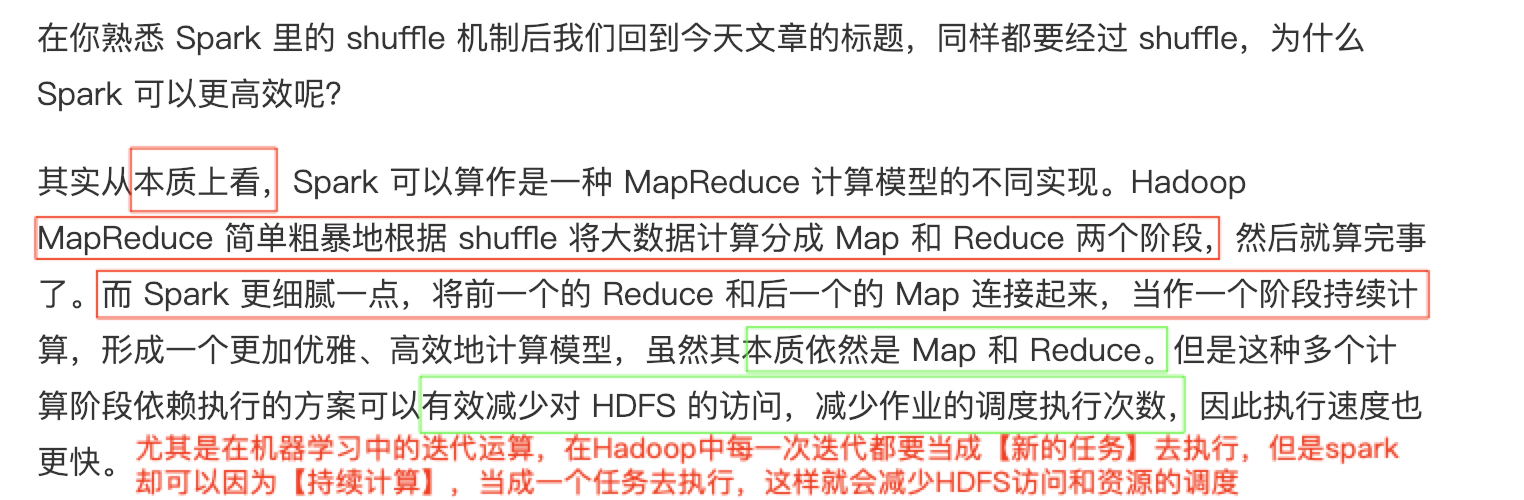 在你熟悉 Spark 里的 shuffle 机制后我们回到今天文章的标题，同样都要经过 shuffle，为什么
Spark 可以更高效呢？
其实从本质上看，Spark 可以算作是一种 MapReduce 计算模型的不同实现。Hadoop
MapReduce 简单粗暴地根据 shuffle 将大数据计算分成 Map 和 Reduce 两个阶段，然后就算完事
了。而 Spark 更细腻一点，将前一个的 Reduce 和后一个的 Map 连接起来，当作一个阶段持续计
算，形成一个更加优雅、高效地计算模型，虽然其本质依然是 Map 和 Reduce。但是这种多个计
算阶段依赖执行的方案可以有效减少对 HDFS 的访问，减少作业的调度执行次数，因此执行速度也
更快。
尤其是在机器学习中的迭代运算，在Hadoop中每一次迭代都要当成【新的任务】去执行，但是spark
却可以因为【持续计算】，当成一个任务去执行，这样就会减少HDFS访问和资源的调度